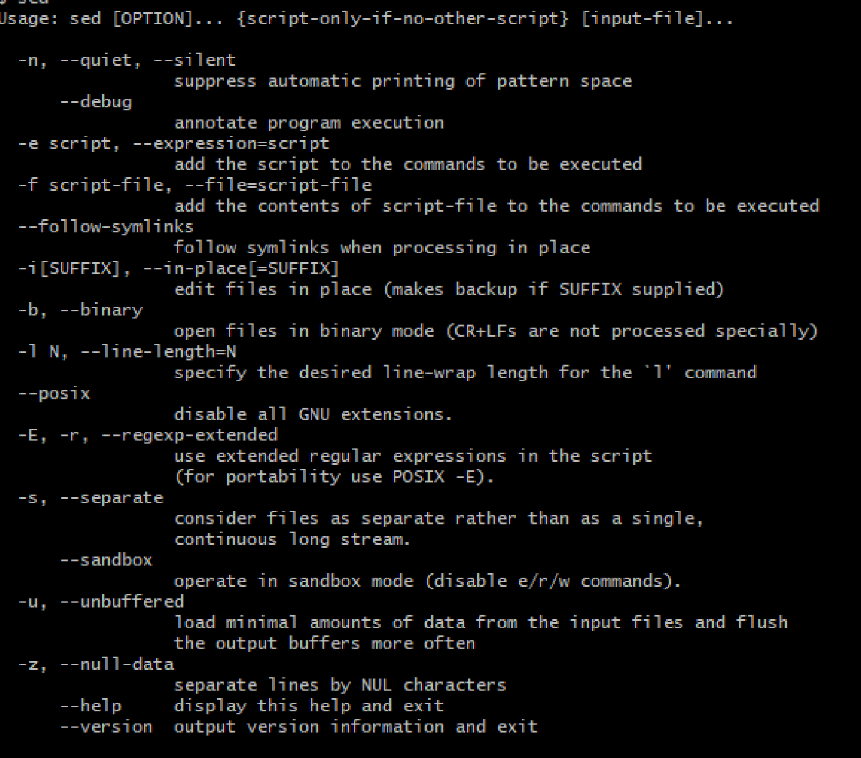 $ sed
Usage: sed [OPTION]... {script-only-if-no-other-script} [input-file]...

  -n, --quiet, --silent
                 suppress automatic printing of pattern space
      --debug
                 annotate program execution
  -e script, --expression=script
                 add the script to the commands to be executed
  -f script-file, --file=script-file
                 add the contents of script-file to the commands to be executed
  --follow-symlinks
                 follow symlinks when processing in place
  -i[SUFFIX], --in-place[=SUFFIX]
                 edit files in place (makes backup if SUFFIX supplied)
  -b, --binary
                 open files in binary mode (CR+LFs are not processed specially)
  -l N, --line-length=N
                 specify the desired line-wrap length for the `l' command
  --posix
                 disable all GNU extensions.
  -E, -r, --regexp-extended
                 use extended regular expressions in the script
                 (for portability use POSIX -E).
  -s, --separate
                 consider files as separate rather than as a single,
                 continuous long stream.
      --sandbox
                 operate in sandbox mode (disable e/r/w commands).
  -u, --unbuffered
                 load minimal amounts of data from the input files and flush
                 the output buffers more often
  -z, --null-data
                 separate lines by NUL characters
      --help     display this help and exit
      --version  output version information and exit